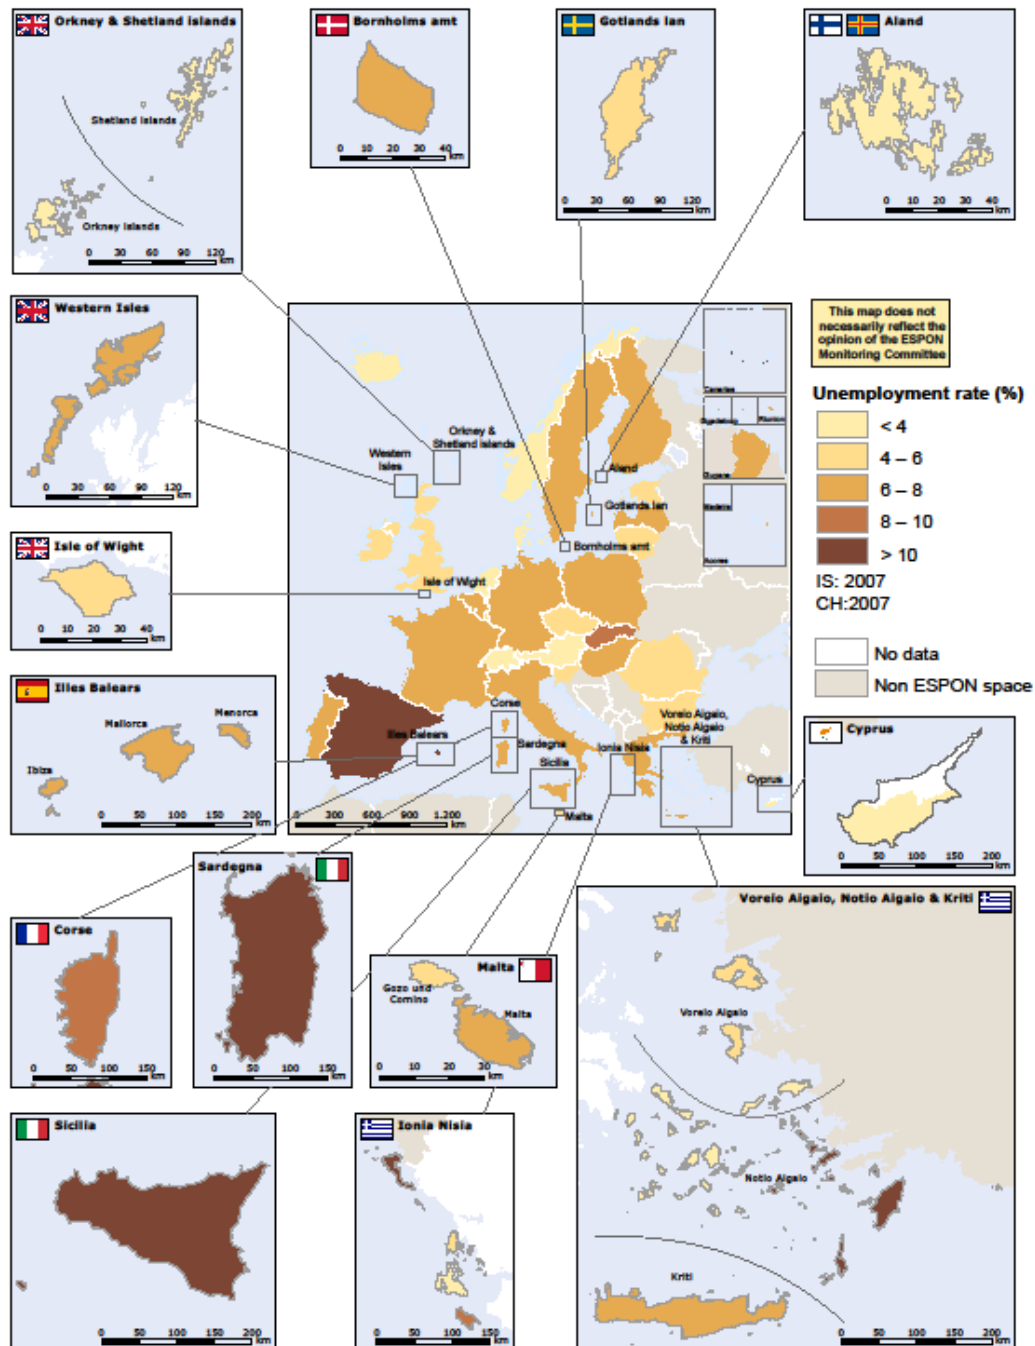 Orkney & Shetland islands
Shetland islands
Orkney islands
0 30 60 90 120
km
Bornholms amt
0 10 20 30 40
km
Gotlands lan
0 30 60 90 120
km
Aland
0 10 20 30 40
km
Western Isles
0 30 60 90 120
km
Isle of Wight
0 10 20 30 40
km
Illes Balears
Mallorca
Menorca
Ibiza
0 50 100 150 200
km
Orkney &
Shetland islands
Western
Isles
Aland
Gotlands lan
Bornholms amt
Isle of Wight
Corse
Illes Balears
Sardegna
Sicilia
Ionia Nisia
Voreio Aigaio,
Notio Aigaio
& Kriti
Cyprus
Malta
0 300 600 900 1.200
km
Canaries
Réunion
Guyane
Madeira
Acores
This map does not
necessarily reflect the
opinion of the ESPON
Monitoring Committee
Unemployment rate (%)
< 4
4 – 6
6 – 8
8 – 10
> 10
IS: 2007
CH:2007
No data
Non ESPON space
Cyprus
0 50 100 150 200
km
Sardegna
0 50 100 150
km
Corse
0 50 100 150
km
Malta
Gozo und
Comino
Malta
0 30
km
Voreio Aigaio, Notio Aigaio & Kriti
Voreio Aigaio
Notio Aigaio
Kriti
0 50 100 150 200
km
Sicilia
0 50 100 150 200
km
Ionia Nisia
0 50 100 150
km